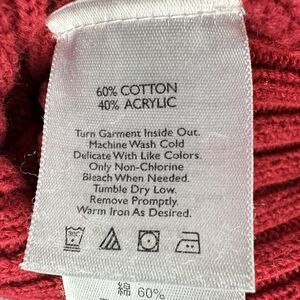 60% COTTON
40% ACRYLIC
Turn Garment Inside Out.
Machine Wash Cold
Delicate With Like Colors.
Only Non-Chlorine
Bleach When Needed.
Tumble Dry Low.
Remove Promptly.
Warm Iron As Desired.
綿 60%